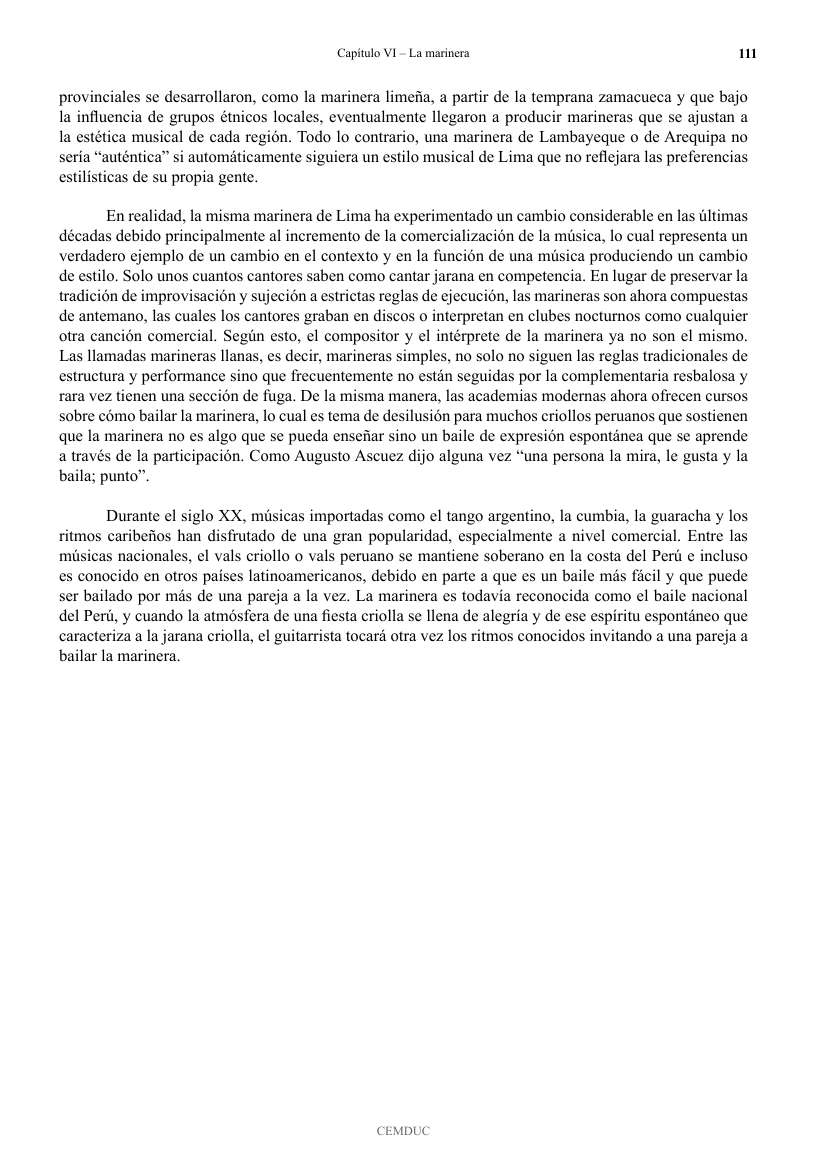 Capítulo VI – La marinera
111
provinciales se desarrollaron, como la marinera limeña, a partir de la temprana zamacueca y que bajo
la influencia de grupos étnicos locales, eventualmente llegaron a producir marineras que se ajustan a
la estética musical de cada región. Todo lo contrario, una marinera de Lambayeque o de Arequipa no
sería “auténtica” si automáticamente siguiera un estilo musical de Lima que no reflejara las preferencias
estilísticas de su propia gente.
En realidad, la misma marinera de Lima ha experimentado un cambio considerable en las últimas
décadas debido principalmente al incremento de la comercialización de la música, lo cual representa un
verdadero ejemplo de un cambio en el contexto y en la función de una música produciendo un cambio
de estilo. Solo unos cuantos cantores saben como cantar jarana en competencia. En lugar de preservar la
tradición de improvisación y sujeción a estrictas reglas de ejecución, las marineras son ahora compuestas
de antemano, las cuales los cantores graban en discos o interpretan en clubes nocturnos como cualquier
otra canción comercial. Según esto, el compositor y el intérprete de la marinera ya no son el mismo.
Las llamadas marineras llanas, es decir, marineras simples, no solo no siguen las reglas tradicionales de
estructura y performance sino que frecuentemente no están seguidas por la complementaria resbalosa y
rara vez tienen una sección de fuga. De la misma manera, las academias modernas ahora ofrecen cursos
sobre cómo bailar la marinera, lo cual es tema de desilusión para muchos criollos peruanos que sostienen
que la marinera no es algo que se pueda enseñar sino un baile de expresión espontánea que se aprende
a través de la participación. Como Augusto Ascuez dijo alguna vez “una persona la mira, le gusta y la
baila; punto”.
Durante el siglo XX, músicas importadas como el tango argentino, la cumbia, la guaracha y los
ritmos caribeños han disfrutado de una gran popularidad, especialmente a nivel comercial. Entre las
músicas nacionales, el vals criollo o vals peruano se mantiene soberano en la costa del Perú e incluso
es conocido en otros países latinoamericanos, debido en parte a que es un baile más fácil y que puede
ser bailado por más de una pareja a la vez. La marinera es todavía reconocida como el baile nacional
del Perú, y cuando la atmósfera de una fiesta criolla se llena de alegría y de ese espíritu espontáneo que
caracteriza a la jarana criolla, el guitarrista tocará otra vez los ritmos conocidos invitando a una pareja a
bailar la marinera.
CEMDUC